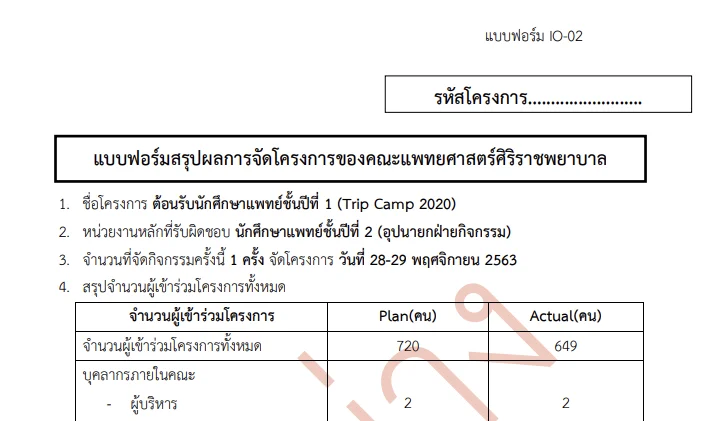 แบบฟอร์ม IO-02
รหัสโครงการ.........................
แบบฟอร์มสรุปผลการจัดโครงการของคณะแพทยศาสตร์ศิริราชพยาบาล
1. ชื่อโครงการ ต้อนรับนักศึกษาแพทย์ชั้นปีที่ 1 (Trip Camp 2020)
2. หน่วยงานหลักที่รับผิดชอบ นักศึกษาแพทย์ชั้นปีที่ 2 (อุปนายกฝ่ายกิจกรรม)
3. จำนวนที่จัดกิจกรรมครั้งนี้ 1 ครั้ง จัดโครงการ วันที่ 28-29 พฤศจิกายน 2563
4. สรุปจำนวนผู้เข้าร่วมโครงการทั้งหมด
จำนวนผู้เข้าร่วมโครงการ Plan(คน) Actual(คน)
จำนวนผู้เข้าร่วมโครงการทั้งหมด 720 649
บุคลากรภายในคณะ
- ผู้บริหาร 2 2